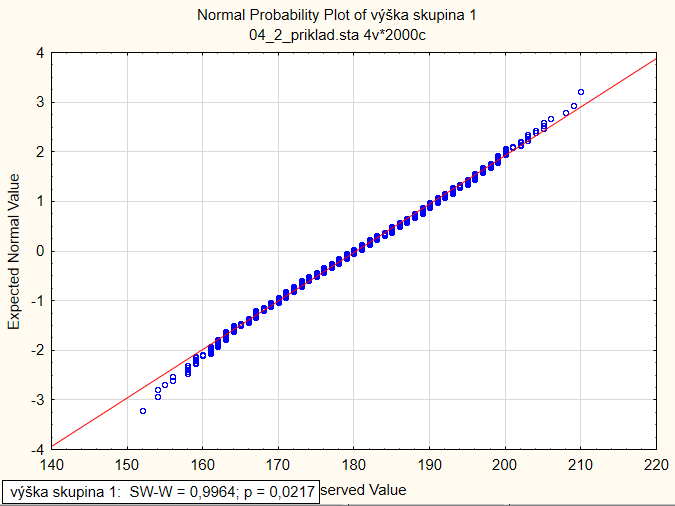 Normal Probability Plot of výška skupina 1
04_2_priklad.sta 4v*2000c
4
3
2
1
0
-1
-2
-3
-4
Expected Normal Value
140 150 160 170 180 190 200 210 220
výška skupina 1: SW-W = 0,9964; p = 0,0217
served Value